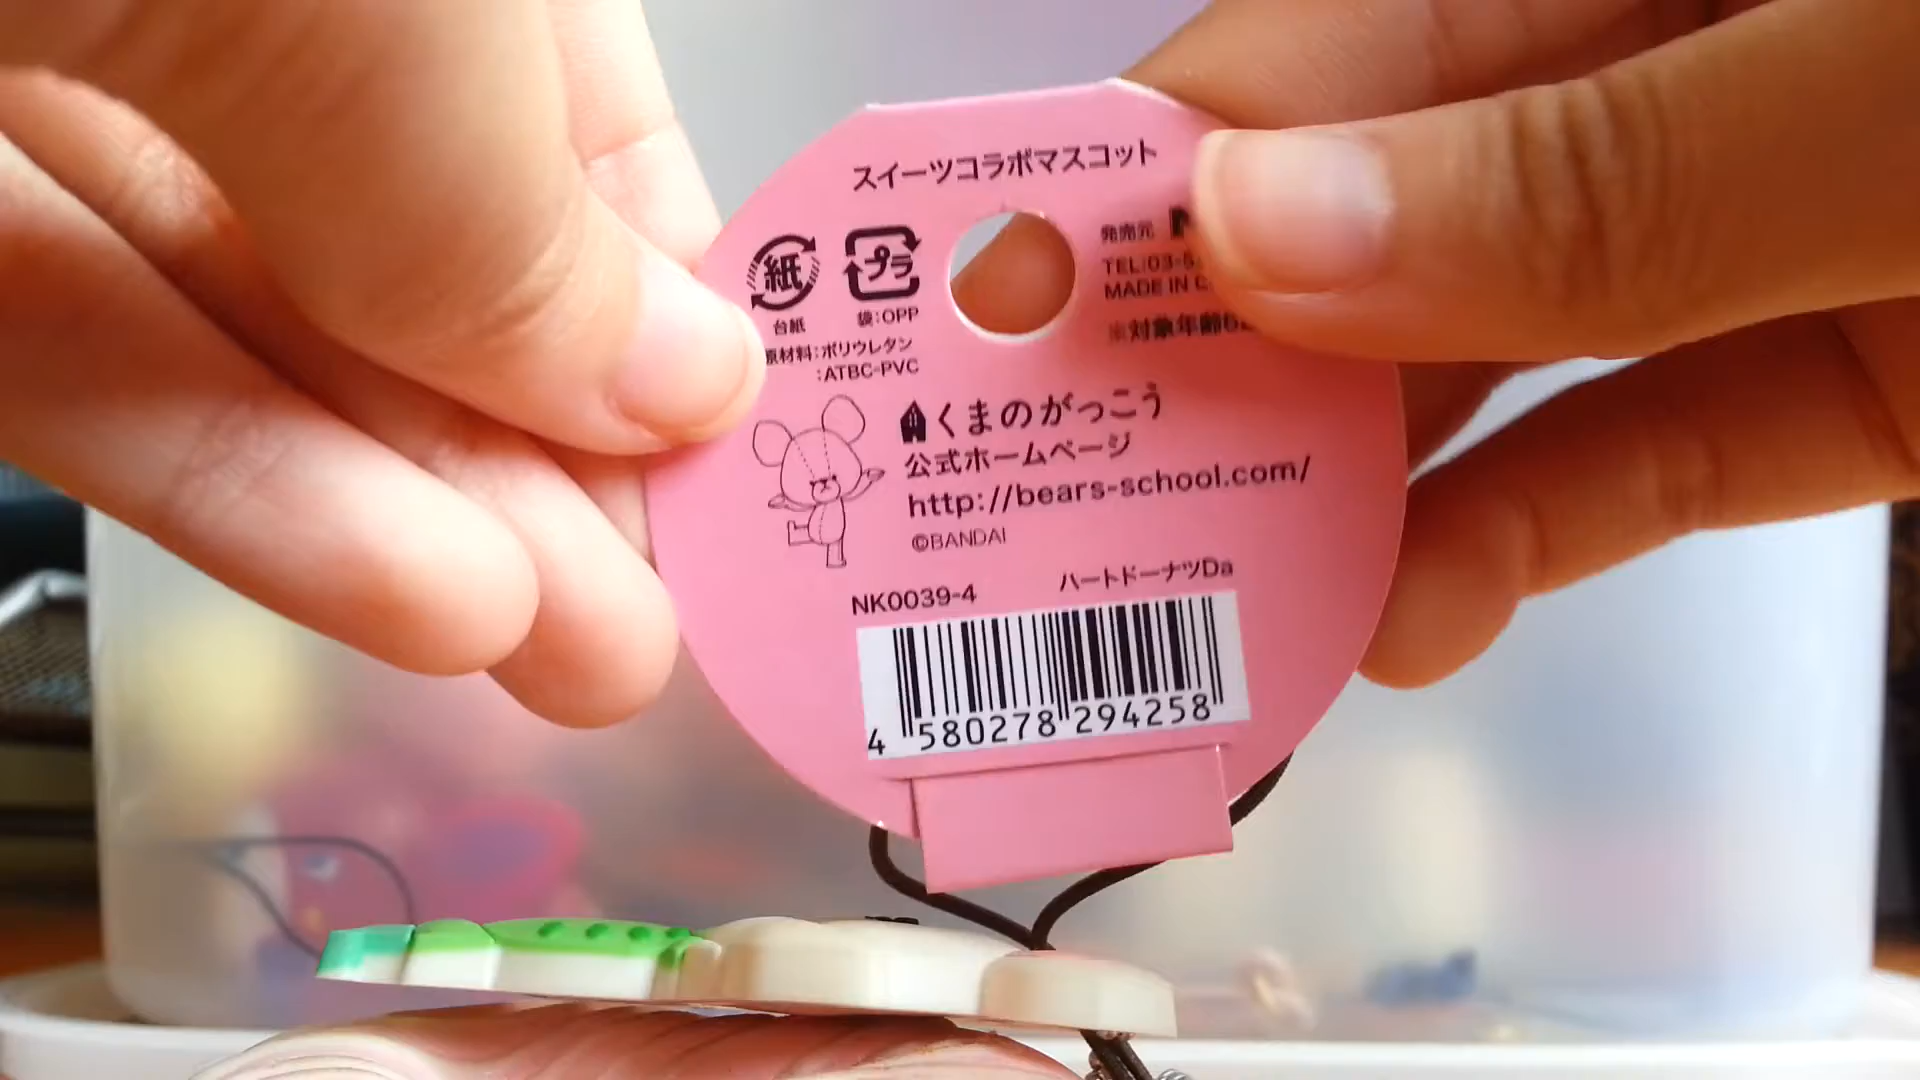 スイーツコラボマスコット
紙
プラ
台紙
袋:OPP
原材料:ポリウレタン
:ATBC-PVC
発売元
TEL:03-5
MADE IN
※対象年齢6
くまのがっこう
公式ホームページ
http://bears-school.com/
©BANDAI
NK0039-4
ハートドーナツDa
4 580278 294258